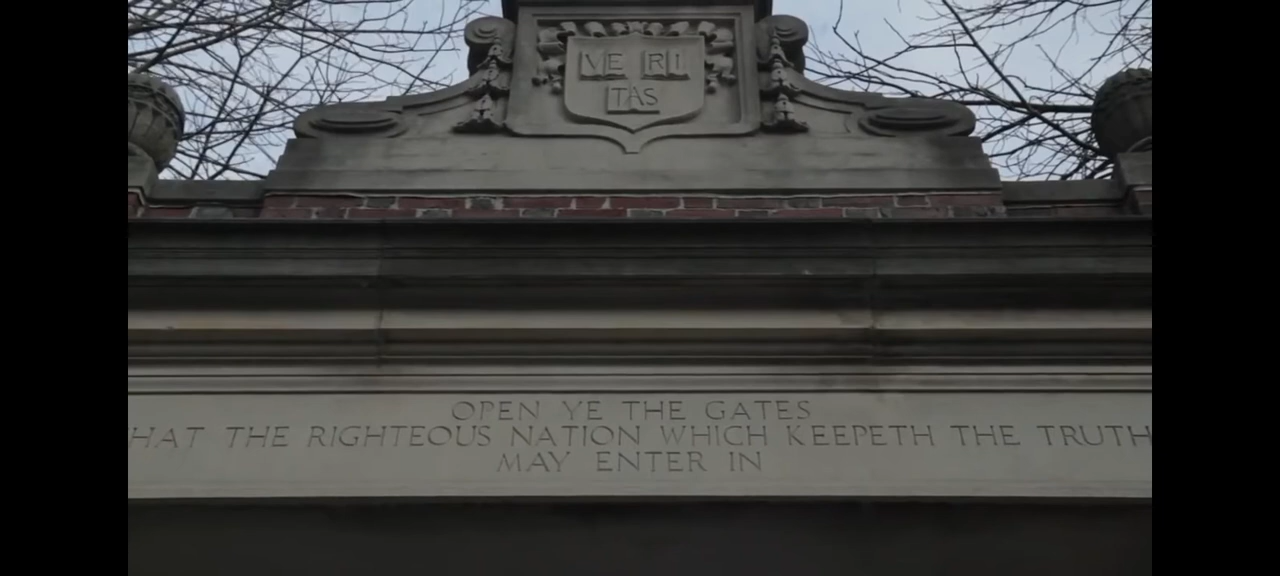 VE RI
TAS
OPEN YE THE GATES
HAT THE RIGHTEOUS NATION WHICH KEEPETH THE TRUTH
MAY ENTER IN